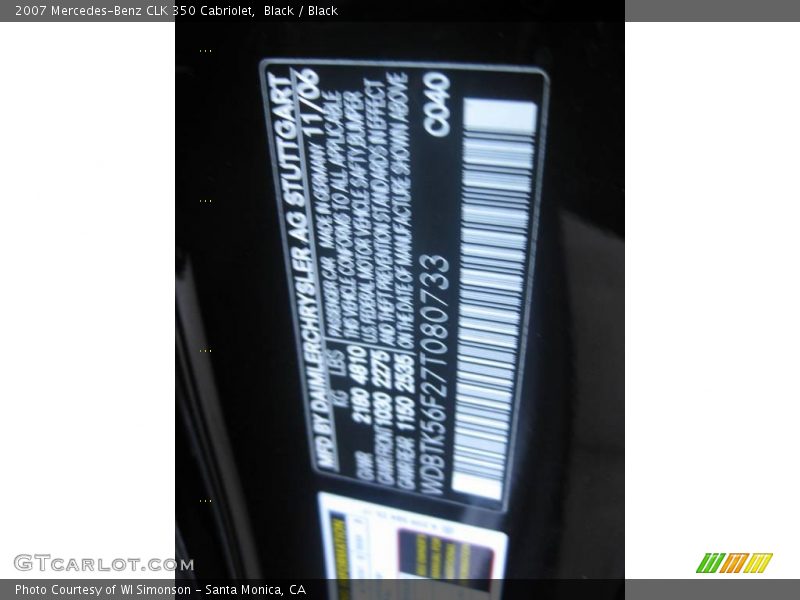 2007 Mercedes-Benz CLK 350 Cabriolet, Black / Black
MFD BY DAIMLERCHRYSLER AG STUTTGART
KG LBS PASSENGER CAR MADE IN GERMANY 11/06
GVWR 2180 4810 THIS VEHICLE CONFORMS TO ALL APPLICABLE
U.S. FEDERAL MOTOR VEHICLE SAFETY BUMPER
GAWR FRONT 1030 2275 AND THEFT PREVENTION STANDARDS IN EFFECT
GAWR REAR 1150 2535 ON THE DATE OF MANUFACTURE SHOWN ABOVE
WDBTK56F27T080733 C040
INFORMATION
GTCARLOT.COM
Photo Courtesy of WI Simonson - Santa Monica, CA